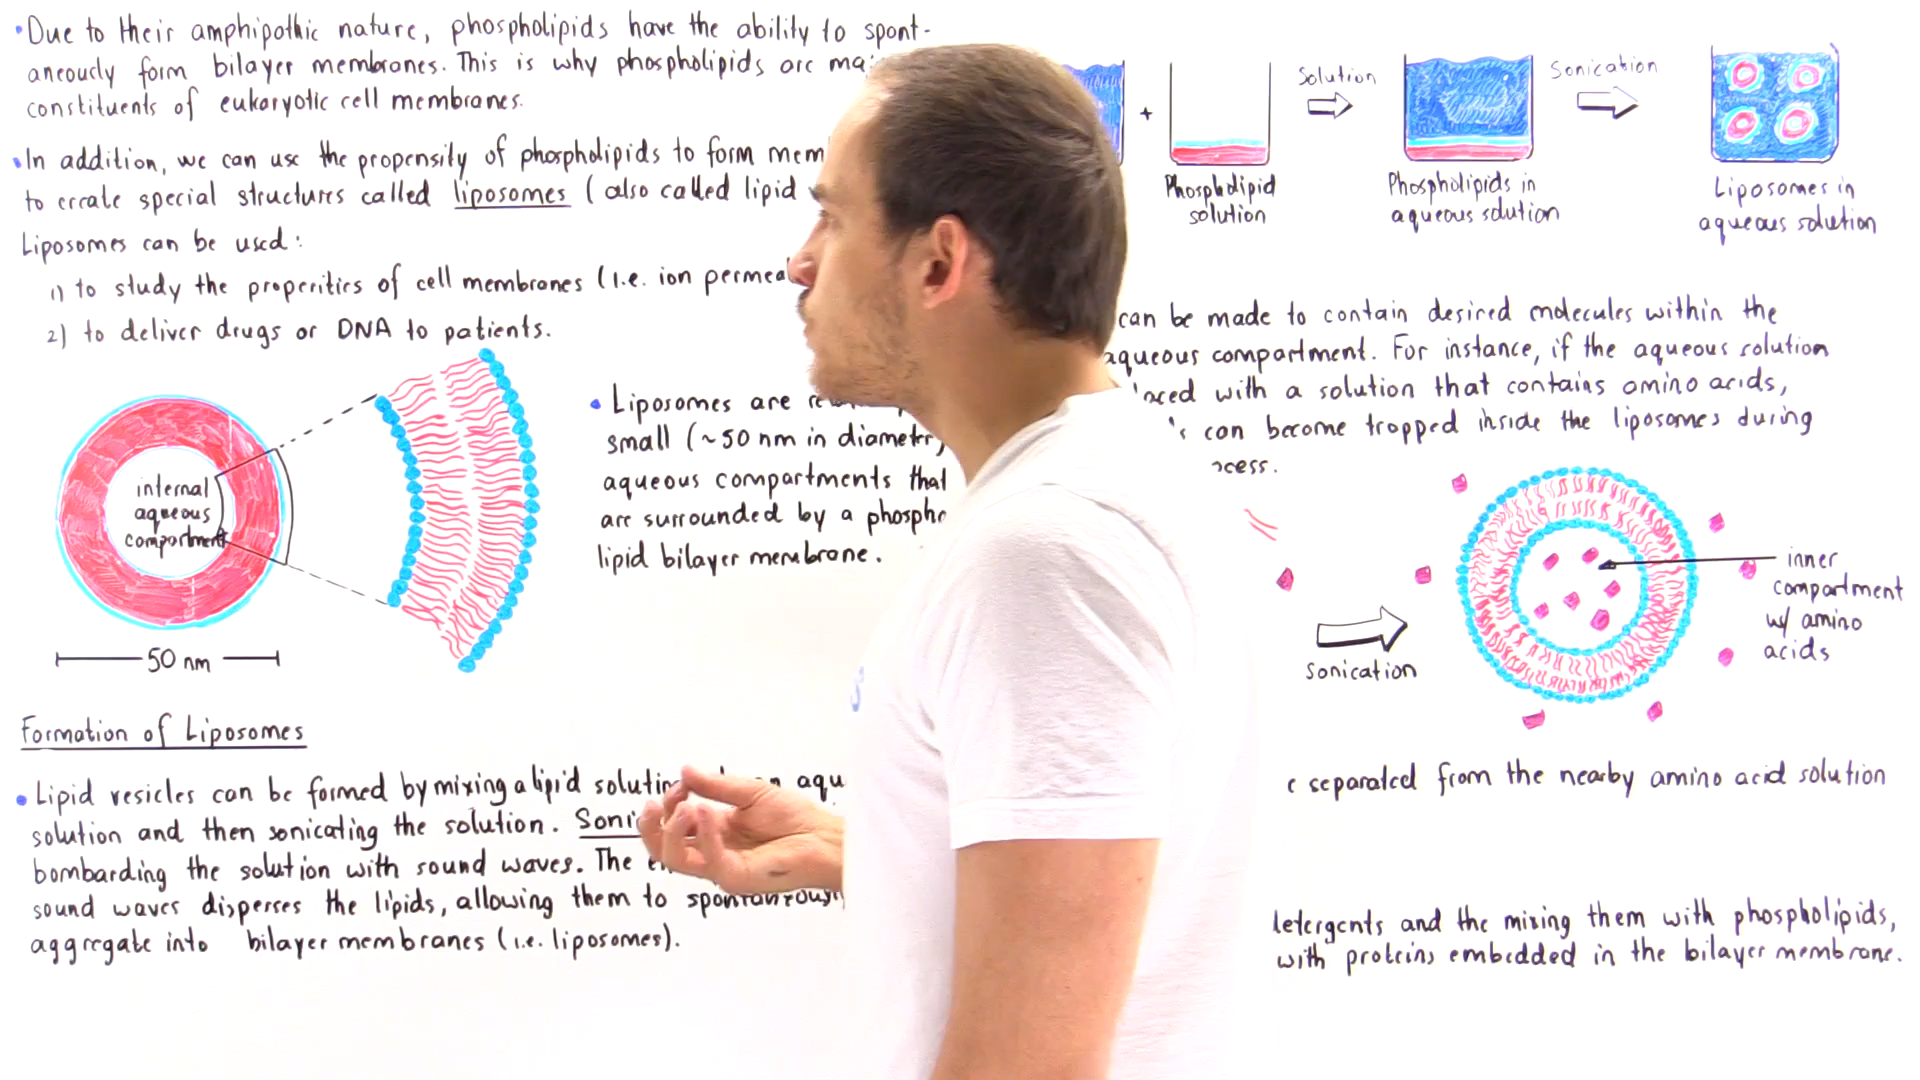 •Due to their amphipathic nature, phospholipids have the ability to spont-
aneously form bilayer membranes. This is why phospholipids are
constituents of eukaryotic cell membranes.
•In addition, we can use the propensity of phospholipids to form
to create special structures called liposomes (also called lipid
Liposomes can be used:
1) to study the properities of cell membranes (i.e. ion
2) to deliver drugs or DNA to patients.
internal
aqueous
compartment
50 nm
• Liposomes are
small (~50 nm in diameter)
aqueous compartments that
are surrounded by a
lipid bilayer membrane.
Formation of Liposomes
• Lipid vesicles can be formed by mixing a lipid
solution and then sonicating the solution.
bombarding the solution with sound waves. The
sound waves disperses the lipids, allowing them to spontaneously
aggregate into bilayer membranes (i.e. liposomes).
+
Phospholipid
solution
Solution
Phospholipids in
aqueous solution
Sonication
Liposomes in
aqueous solution
can be made to contain desired molecules within the
aqueous compartment. For instance, if the aqueous solution
with a solution that contains amino acids,
can become trapped inside the liposomes during
Sonication
inner
compartment
w/ amino
acids
separated from the nearby amino acid solution
and the mixing them with phospholipids,
with proteins embedded in the bilayer membrane.